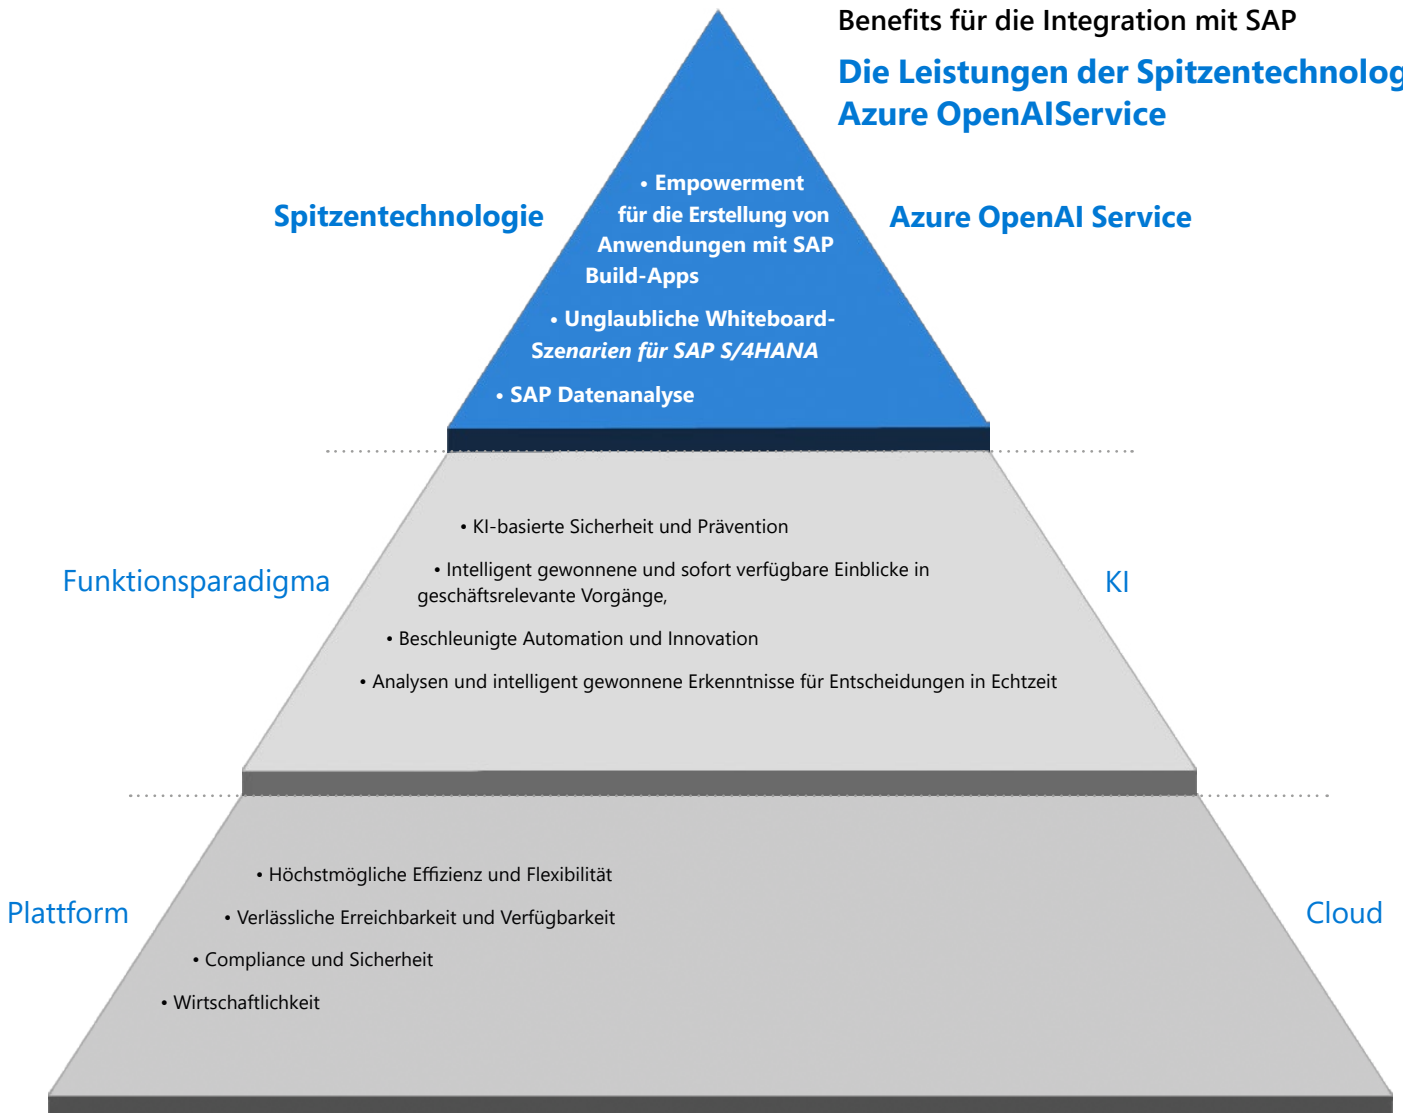 Benefits für die Integration mit SAP
Die Leistungen der Spitzentechnolog
Azure OpenAIService
Spitzentechnologie
• Empowerment
für die Erstellung von
Anwendungen mit SAP
Build-Apps
• Unglaubliche Whiteboard-
Szenarien für SAP S/4HANA
• SAP Datenanalyse
Azure OpenAI Service
Funktionsparadigma
• KI-basierte Sicherheit und Prävention
• Intelligent gewonnene und sofort verfügbare Einblicke in
geschäftsrelevante Vorgänge,
• Beschleunigte Automation und Innovation
• Analysen und intelligent gewonnene Erkenntnisse für Entscheidungen in Echtzeit
KI
Plattform
• Höchstmögliche Effizienz und Flexibilität
• Verlässliche Erreichbarkeit und Verfügbarkeit
• Compliance und Sicherheit
• Wirtschaftlichkeit
Cloud